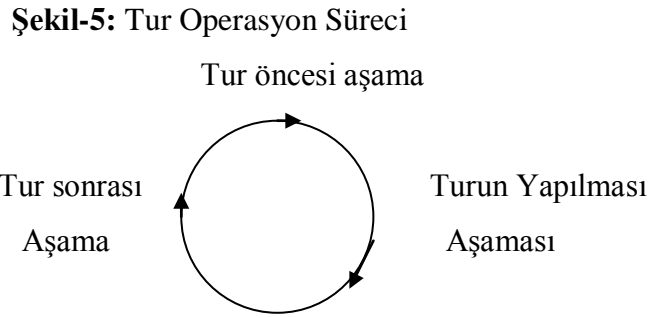 Şekil-5: Tur Operasyon Süreci
Tur öncesi aşama
Tur sonrası
Aşama
Turun Yapılması
Aşaması